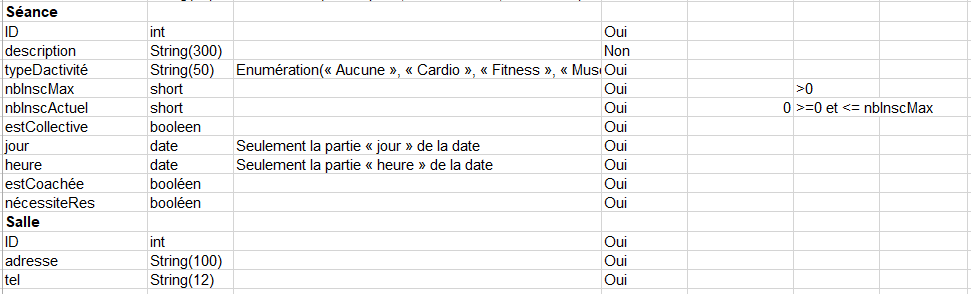 Séance
ID int Oui
description String(300) Non
typeDactivité String(50) Enumération(« Aucune », « Cardio », « Fitness », « Musc Oui
nbInscMax short Oui >0
nbInscActuel short Oui 0 >=0 et <= nbInscMax
estCollective booleen Oui
jour date Seulement la partie « jour » de la date Oui
heure date Seulement la partie « heure » de la date Oui
estCoachée booléen Oui
nécessiteRes booléen Oui
Salle
ID int Oui
adresse String(100) Oui
tel String(12) Oui